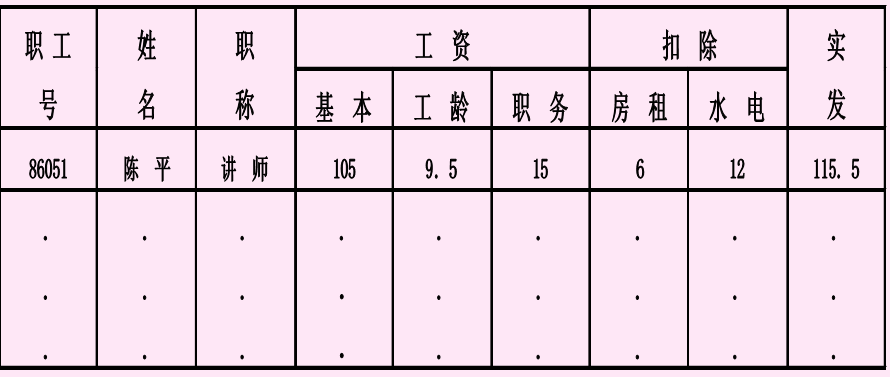 职工 姓 职 工资 扣除 实
号 名 称 基本 工龄 职务 房租 水电 发
86051 陈平 讲师 105 9.5 15 6 12 115.5
. . . . . . . . .
. . . . . . . . .
. . . . . . . . .